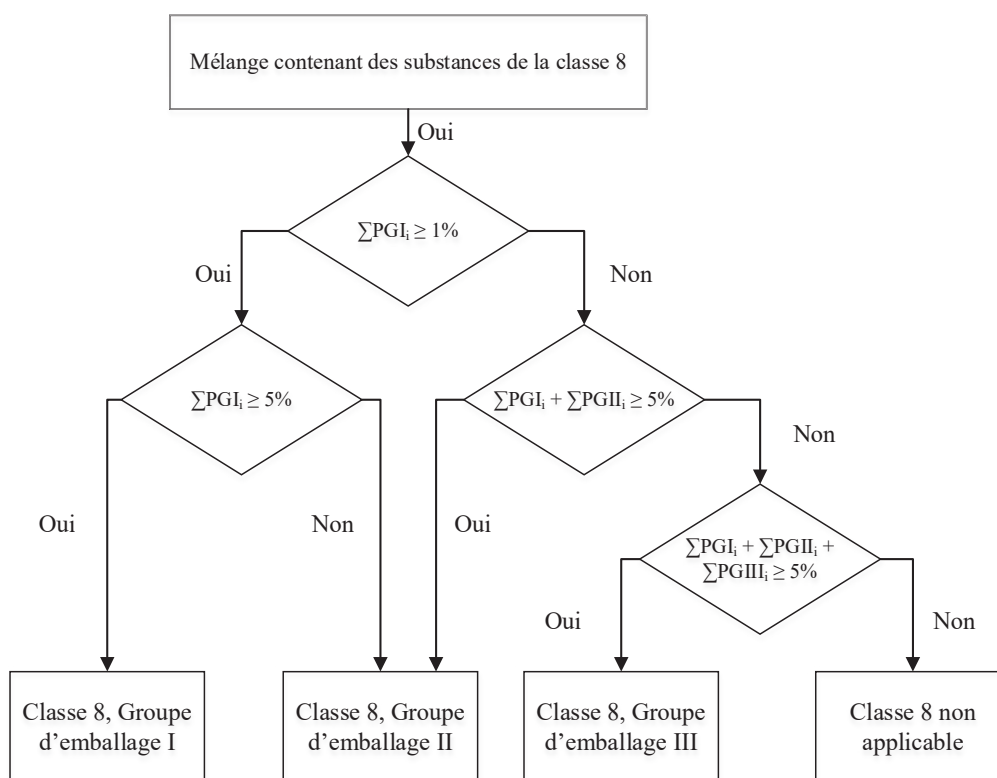 Mélange contenant des substances de la classe 8
Oui
∑PGIᵢ ≥ 1%
Oui
Non
∑PGIᵢ ≥ 5%
∑PGIᵢ + ∑PGIIᵢ ≥ 5%
Non
Oui
Non
Oui
∑PGIᵢ + ∑PGIIᵢ +
∑PGIIIᵢ ≥ 5%
Oui
Non
Classe 8, Groupe
d’emballage I
Classe 8, Groupe
d’emballage II
Classe 8, Groupe
d’emballage III
Classe 8 non
applicable